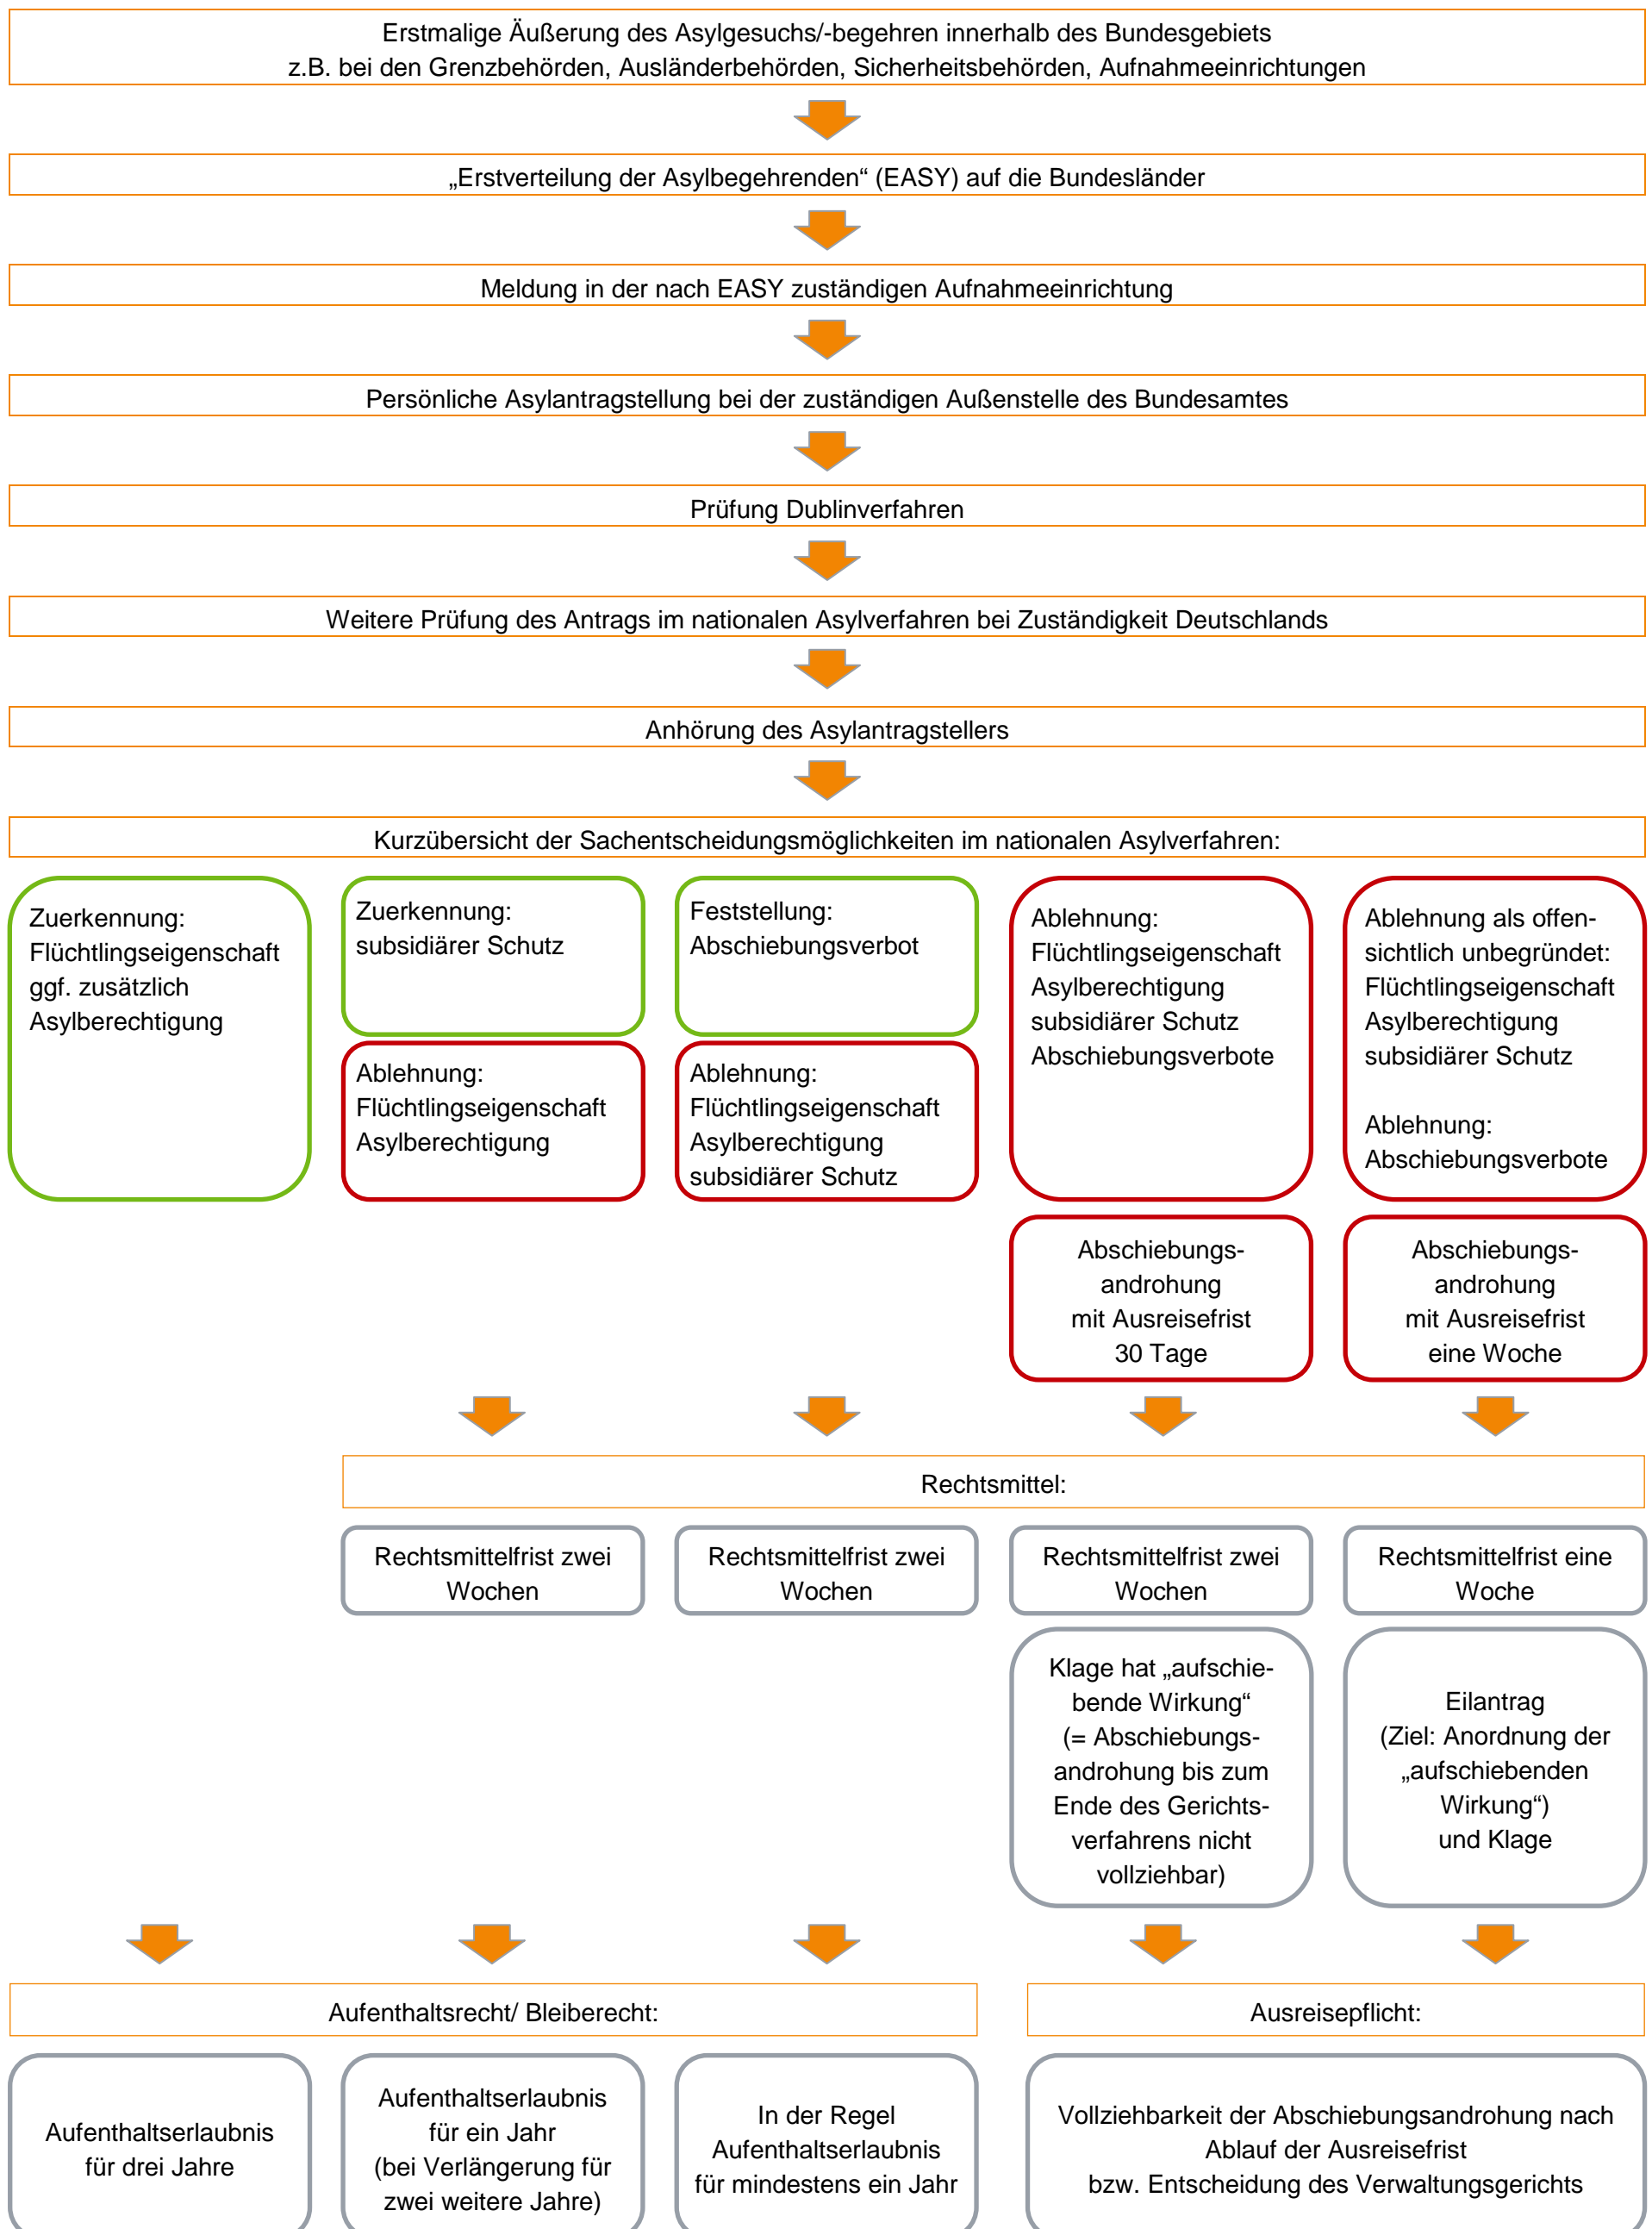 Erstmalige Äußerung des Asylgesuchs/-begehren innerhalb des Bundesgebiets
z.B. bei den Grenzbehörden, Ausländerbehörden, Sicherheitsbehörden, Aufnahmeeinrichtungen
„Erstverteilung der Asylbegehrenden“ (EASY) auf die Bundesländer
Meldung in der nach EASY zuständigen Aufnahmeeinrichtung
Persönliche Asylantragstellung bei der zuständigen Außenstelle des Bundesamtes
Prüfung Dublinverfahren
Weitere Prüfung des Antrags im nationalen Asylverfahren bei Zuständigkeit Deutschlands
Anhörung des Asylantragstellers
Kurzübersicht der Sachentscheidungsmöglichkeiten im nationalen Asylverfahren:
Zuerkennung:
Flüchtlingseigenschaft
ggf. zusätzlich
Asylberechtigung
Zuerkennung:
subsidiärer Schutz
Ablehnung:
Flüchtlingseigenschaft
Asylberechtigung
Feststellung:
Abschiebungsverbot
Ablehnung:
Flüchtlingseigenschaft
Asylberechtigung
subsidiärer Schutz
Ablehnung:
Flüchtlingseigenschaft
Asylberechtigung
subsidiärer Schutz
Abschiebungsverbote
Ablehnung als offen-
sichtlich unbegründet:
Flüchtlingseigenschaft
Asylberechtigung
subsidiärer Schutz
Ablehnung:
Abschiebungsverbote
Abschiebungs-
androhung
mit Ausreisefrist
30 Tage
Abschiebungs-
androhung
mit Ausreisefrist
eine Woche
Rechtsmittel:
Rechtsmittelfrist zwei
Wochen
Rechtsmittelfrist zwei
Wochen
Rechtsmittelfrist zwei
Wochen
Rechtsmittelfrist eine
Woche
Klage hat „aufschie-
bende Wirkung“
(= Abschiebungs-
androhung bis zum
Ende des Gerichts-
verfahrens nicht
vollziehbar)
Eilantrag
(Ziel: Anordnung der
„aufschiebenden
Wirkung“)
und Klage
Aufenthaltsrecht/ Bleiberecht:
Ausreisepflicht:
Aufenthaltserlaubnis
für drei Jahre
Aufenthaltserlaubnis
für ein Jahr
(bei Verlängerung für
zwei weitere Jahre)
In der Regel
Aufenthaltserlaubnis
für mindestens ein Jahr
Vollziehbarkeit der Abschiebungsandrohung nach
Ablauf der Ausreisefrist
bzw. Entscheidung des Verwaltungsgerichts